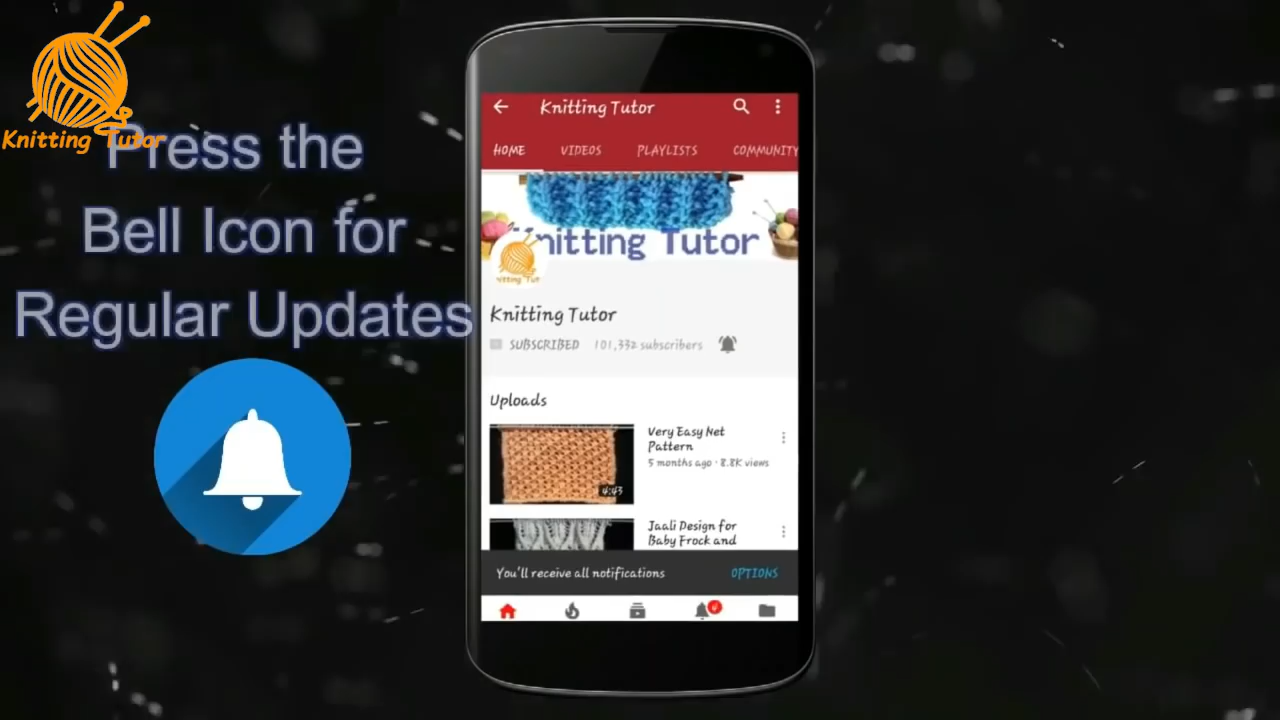 Knitting Tutor
Press the
Bell Icon for
Regular Updates
Knitting Tutor
HOME VIDEOS PLAYLISTS COMMUNITY
Knitting Tutor
Knitting Tutor
SUBSCRIBED 101,332 subscribers
Uploads
Very Easy Net
Pattern
5 months ago · 8.8K views
4:43
Jaali Design for
Baby Frock and
You'll receive all notifications OPTIONS